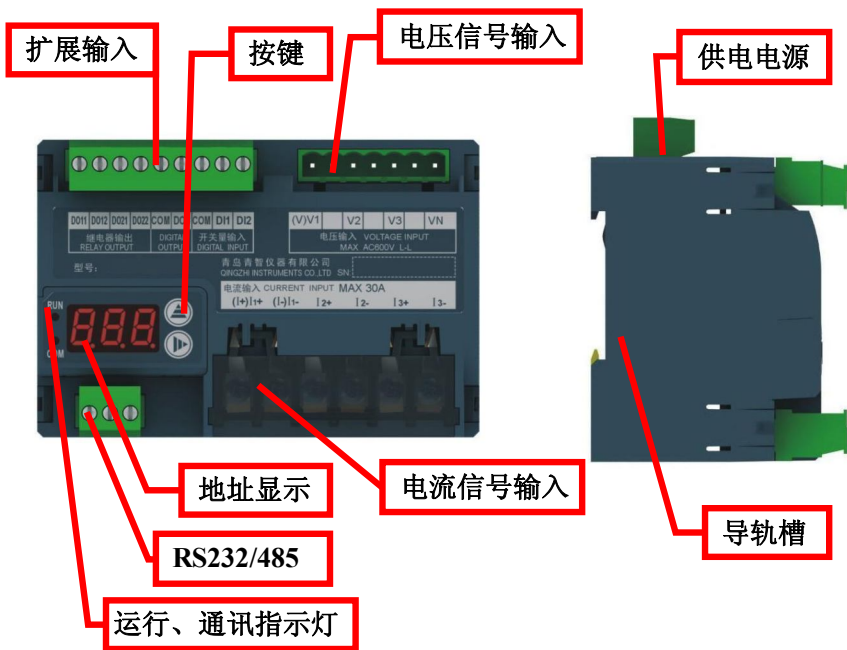 扩展输入
按键
电压信号输入
供电电源
DO11 DO12 DO21 DO22 COM DO COM DI1 DI2
继电器输出
RELAY OUTPUT
DIGITAL
OUTPUT
开关量输入
DIGITAL INPUT
(V)V1 V2 V3 VN
电压输入 VOLTAGE INPUT
MAX AC600V L-L
型号:
青岛青智仪器有限公司
QINGZHI INSTRUMENTS CO.,LTD SN:
电流输入 CURRENT INPUT MAX 30A
(I+)I1+ (I-)I1- I2+ I2- I3+ I3-
RUN
8.8.8.
COM
地址显示
电流信号输入
导轨槽
RS232/485
运行、通讯指示灯